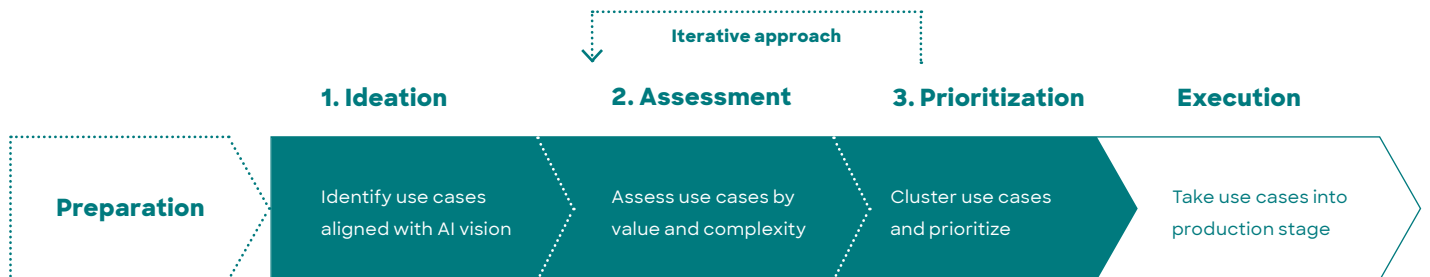 Iterative approach
1. Ideation
2. Assessment
3. Prioritization
Execution
Preparation
Identify use cases
aligned with AI vision
Assess use cases by
value and complexity
Cluster use cases
and prioritize
Take use cases into
production stage